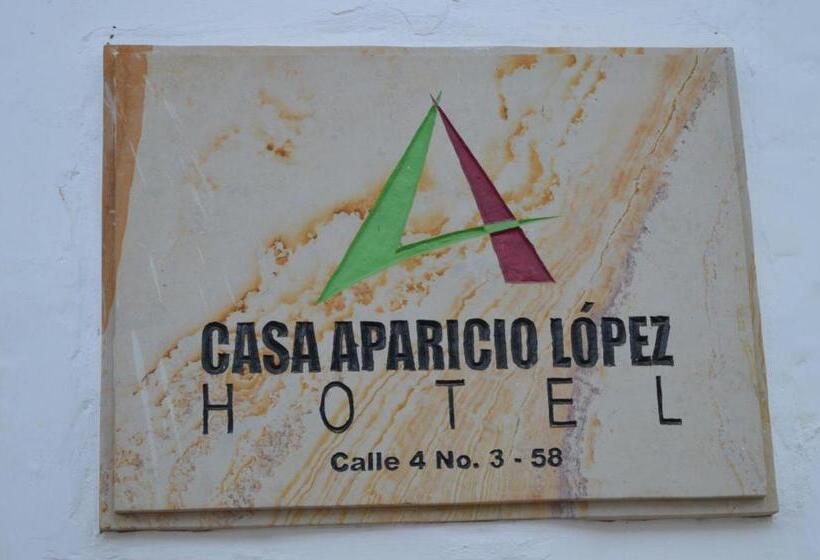 CASA APARICIO LÓPEZ
HOTEL
Calle 4 No. 3 - 58